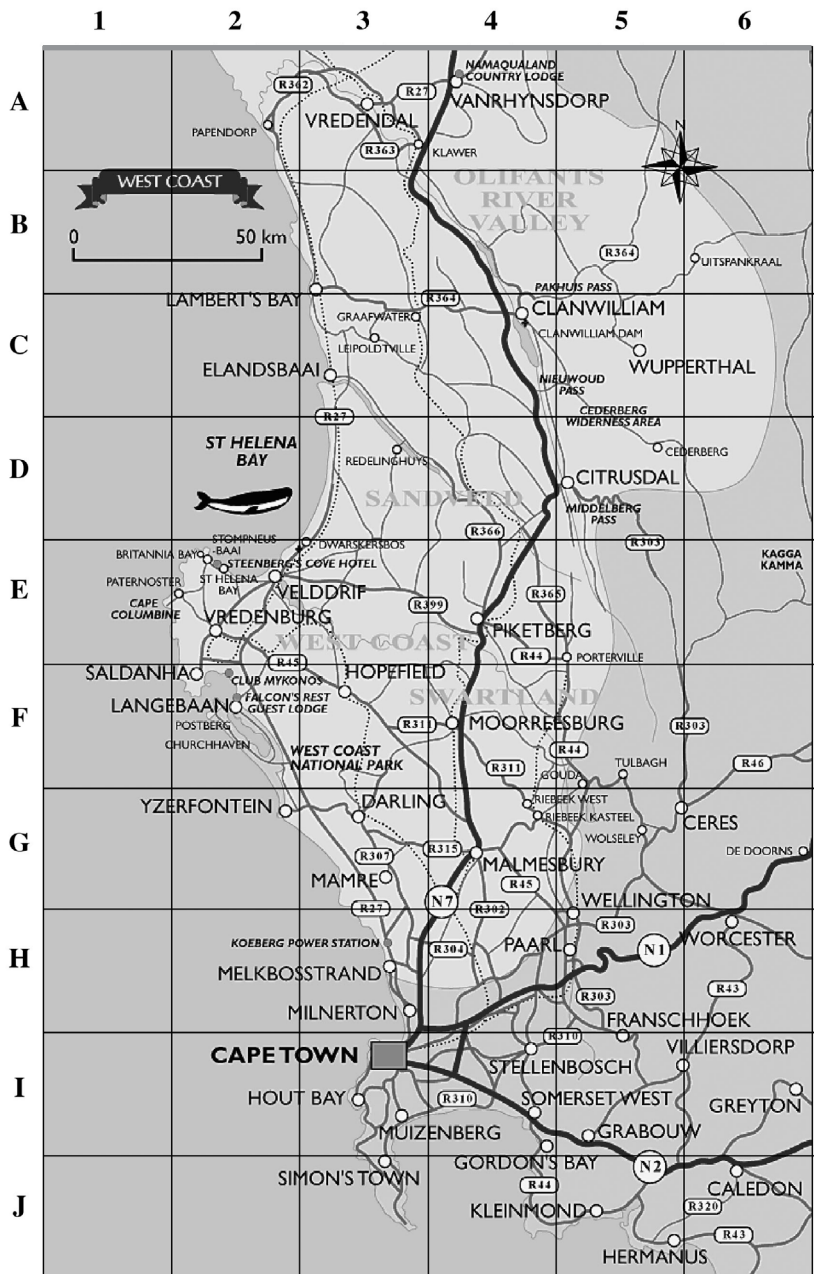 1 2 3 4 5 6
A
NAMAQUALAND
COUNTRY LODGE
R362
R27
VANRHYNSDORP
VREDENDAL
PAPENDORP
R363
KLAWER
N
WEST COAST
0 50 km
B
OLIFANTS
RIVER
VALLEY
R364
UITSPANKRAAL
PAKHUIS PASS
LAMBERT'S BAY
R364
CLANWILLIAM
GRAAFWATER
CLANWILLIAM DAM
C
LEIPOLDTVILLE
WUPPERTHAL
ELANDSBAAI
NIEUWOUD
PASS
R27
CEDERBERG
WIDERNESS AREA
ST HELENA
BAY
D
REDELINGHUYS
CEDERBERG
CITRUSDAL
SANDVELD
MIDDELBERG
PASS
R366
R303
STOMPNEUS
-BAAI
DWARSKERSBOS
BRITANNIA BAY
STEENBERG'S COVE HOTEL
KAGGA
KAMMA
E
PATERNOSTER
ST HELENA
BAY
VELDDRIF
CAPE
COLUMBINE
R399
R365
VREDENBURG
PIKETBERG
WEST COAST
R44
PORTERVILLE
R45
SALDANHA
HOPEFIELD
CLUB MYKONOS
FALCON'S REST
GUEST LODGE
SWARTLAND
F
LANGEBAAN
POSTBERG
R311
MOORREESBURG
R303
CHURCHHAVEN
WEST COAST
NATIONAL PARK
R44
R46
R311
TULBAGH
GOUDA
YZERFONTEIN
DARLING
RIEBEEK WEST
RIEBEEK KASTEEL
CERES
WOLSELEY
G
R315
MALMESBURY
DE DOORNS
R307
MAMRE
R45
N7
R27
R302
WELLINGTON
R303
WORCESTER
KOEBERG POWER STATION
R304
PAARL
N1
H
MELKBOSSTRAND
R43
R303
MILNERTON
FRANSCHHOEK
R310
CAPE TOWN
STELLENBOSCH
VILLIERSDORP
I
HOUT BAY
R310
SOMERSET WEST
GREYTON
MUIZENBERG
GRABOUW
GORDON'S BAY
N2
SIMON'S TOWN
CALEDON
J
R44
KLEINMOND
R320
R43
HERMANUS